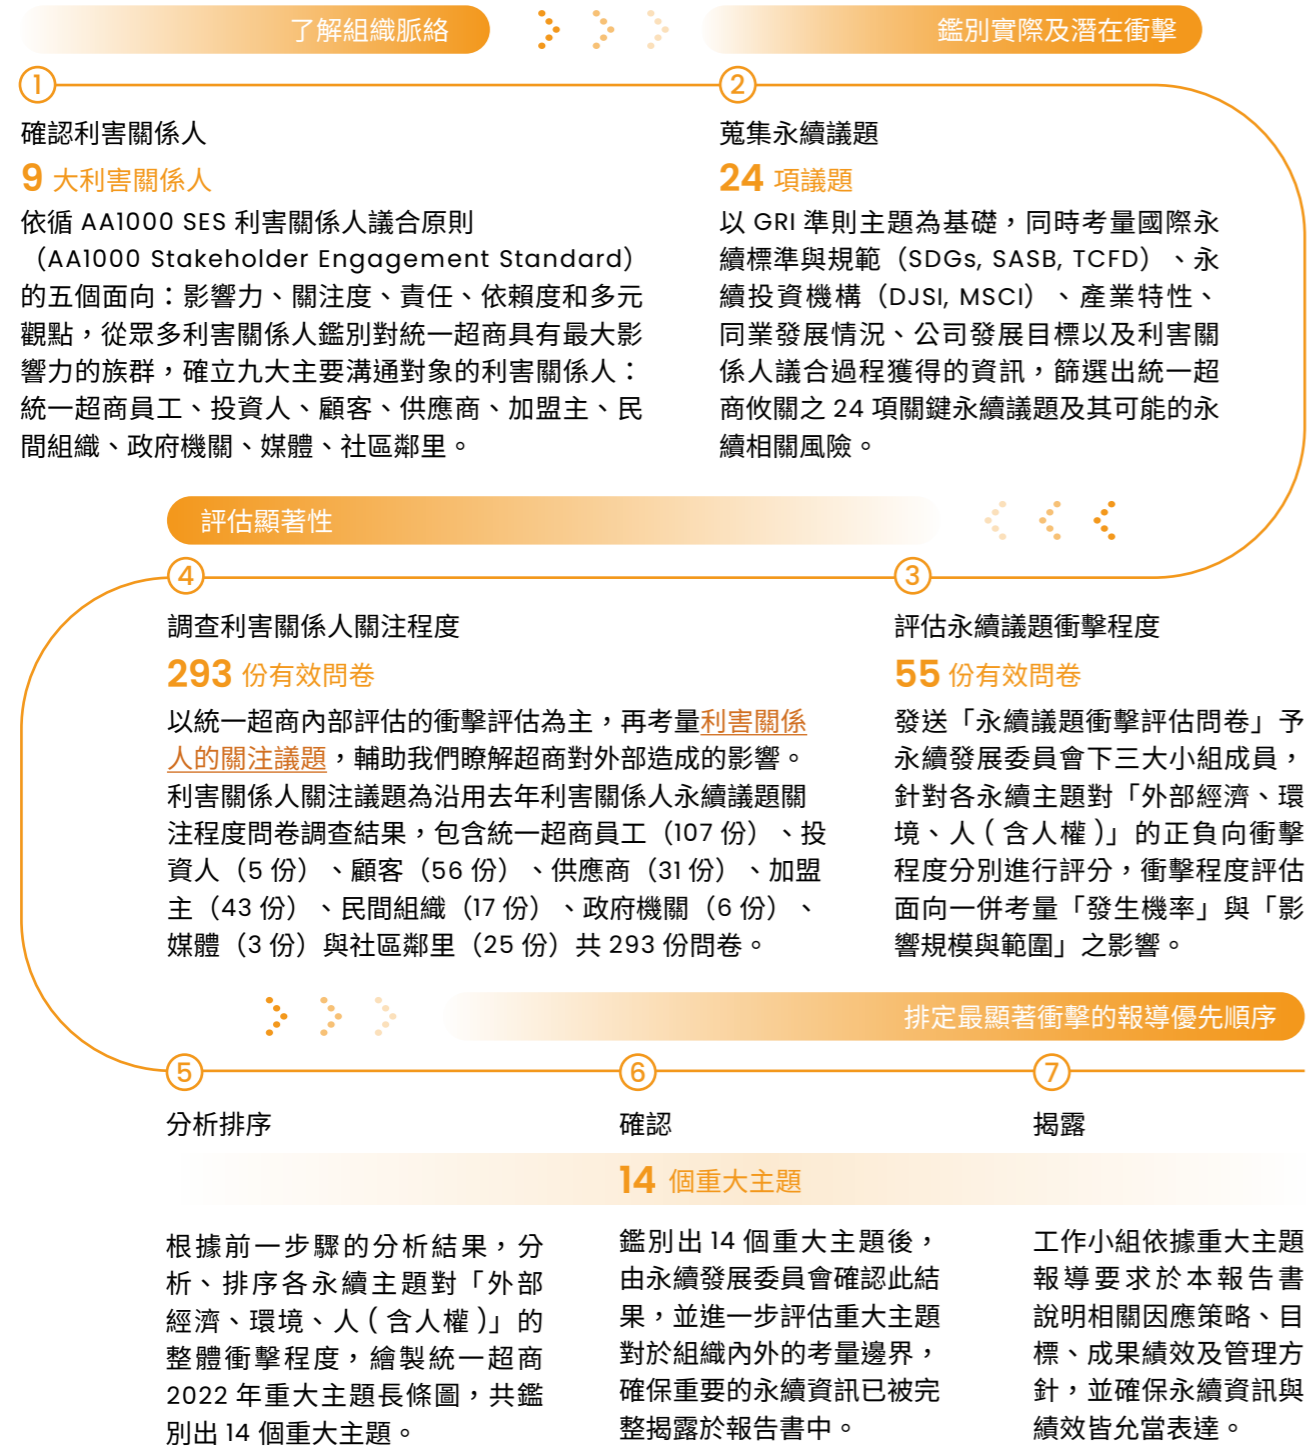 了解組織脈絡
鑑別實際及潛在衝擊
1
確認利害關係人
9 大利害關係人
依循 AA1000 SES 利害關係人議合原則
（AA1000 Stakeholder Engagement Standard）
的五個面向：影響力、關注度、責任、依賴度和多元
觀點，從眾多利害關係人鑑別對統一超商具有最大影
響力的族群，確立九大主要溝通對象的利害關係人：
統一超商員工、投資人、顧客、供應商、加盟主、民
間組織、政府機關、媒體、社區鄰里。
2
蒐集永續議題
24 項議題
以 GRI 準則主題為基礎，同時考量國際永
續標準與規範（SDGs, SASB, TCFD）、永
續投資機構（DJSI, MSCI）、產業特性、
同業發展情況、公司發展目標以及利害關
係人議合過程獲得的資訊，篩選出統一超
商攸關之 24 項關鍵永續議題及其可能的永
續相關風險。
評估顯著性
3
評估永續議題衝擊程度
55 份有效問卷
發送「永續議題衝擊評估問卷」予
永續發展委員會下三大小組成員，
針對各永續主題對「外部經濟、環
境、人 ( 含人權 )」的正負向衝擊
程度分別進行評分，衝擊程度評估
面向一併考量「發生機率」與「影
響規模與範圍」之影響。
4
調查利害關係人關注程度
293 份有效問卷
以統一超商內部評估的衝擊評估為主，再考量利害關係
人的關注議題，輔助我們瞭解超商對外部造成的影響。
利害關係人關注議題為沿用去年利害關係人永續議題關
注程度問卷調查結果，包含統一超商員工（107 份）、投
資人（5 份）、顧客（56 份）、供應商（31 份）、加盟
主（43 份）、民間組織（17 份）、政府機關（6 份）、
媒體（3 份）與社區鄰里（25 份）共 293 份問卷。
排定最顯著衝擊的報導優先順序
5
分析排序
6
確認
7
揭露
14 個重大主題
根據前一步驟的分析結果，分
析、排序各永續主題對「外部
經濟、環境、人 ( 含人權 )」的
整體衝擊程度，繪製統一超商
2022 年重大主題長條圖，共鑑
別出 14 個重大主題。
鑑別出 14 個重大主題後，
由永續發展委員會確認此結
果，並進一步評估重大主題
對於組織內外的考量邊界，
確保重要的永續資訊已被完
整揭露於報告書中。
工作小組依據重大主題
報導要求於本報告書
說明相關因應策略、目
標、成果績效及管理方
針，並確保永續資訊與
績效皆允當表達。